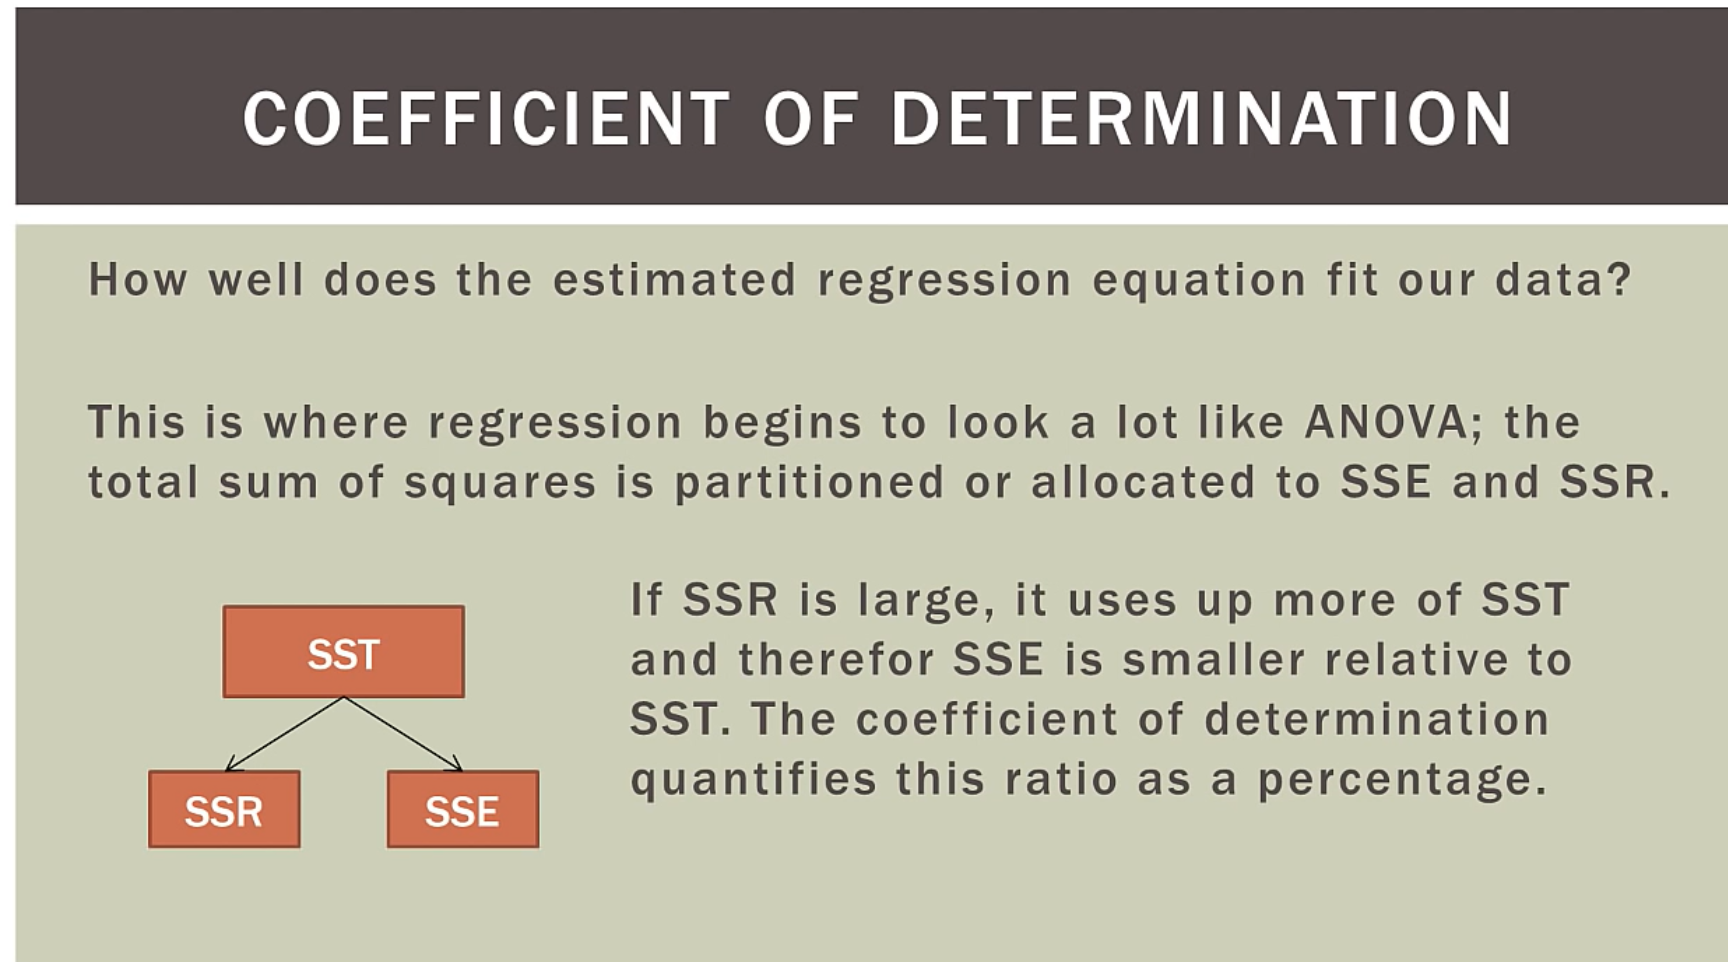 COEFFICIENT OF DETERMINATION
How well does the estimated regression equation fit our data?
This is where regression begins to look a lot like ANOVA; the
total sum of squares is partitioned or allocated to SSE and SSR.
If SSR is large, it uses up more of SST
and therefor SSE is smaller relative to
SST. The coefficient of determination
quantifies this ratio as a percentage.
SST
SSR
SSE